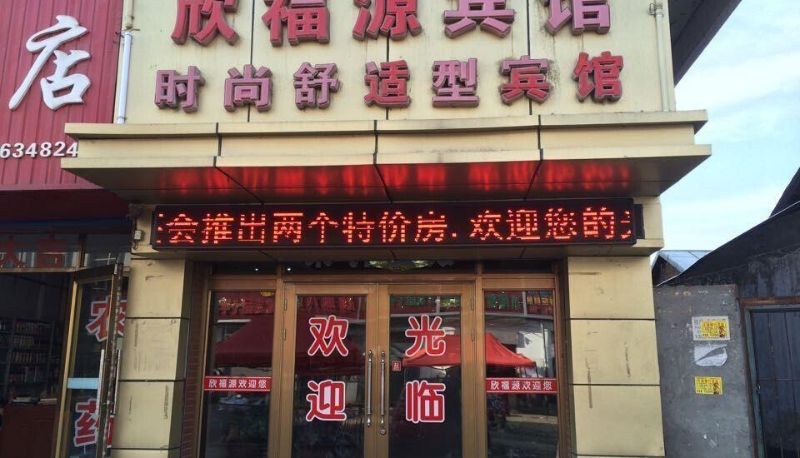 欣福源宾馆
时尚舒适型宾馆
店
634824
会推出两个特价房.欢迎您的
欢迎
光临
欣福源欢迎您
欣福源欢迎您
农药